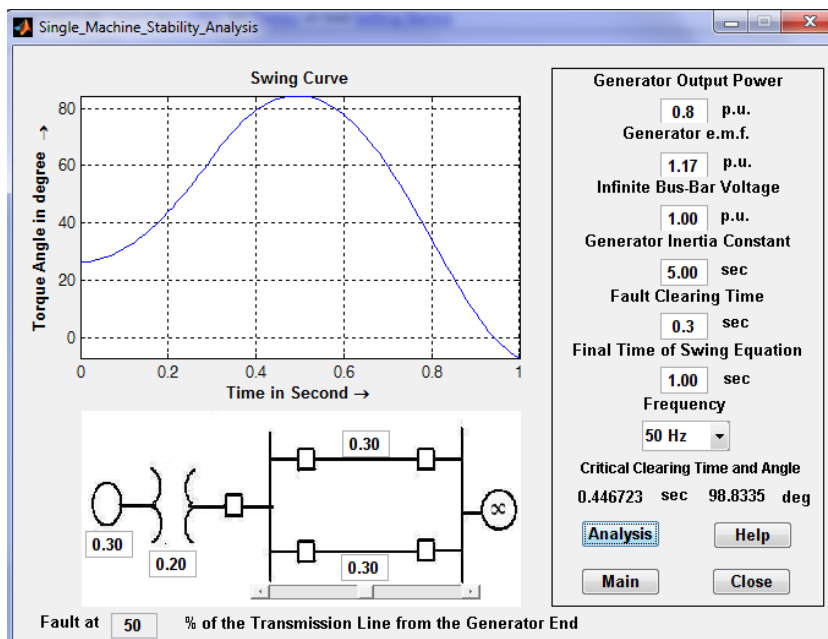 Single_Machine_Stability_Analysis
Swing Curve
Torque Angle in degree →
80
60
40
20
0
0 0.2 0.4 0.6 0.8 1
Time in Second →
0.30
0.30
0.20
0.30
∞
Fault at 50 % of the Transmission Line from the Generator End
Generator Output Power
0.8 p.u.
Generator e.m.f.
1.17 p.u.
Infinite Bus-Bar Voltage
1.00 p.u.
Generator Inertia Constant
5.00 sec
Fault Clearing Time
0.3 sec
Final Time of Swing Equation
1.00 sec
Frequency
50 Hz
Critical Clearing Time and Angle
0.446723 sec 98.8335 deg
Analysis Help
Main Close